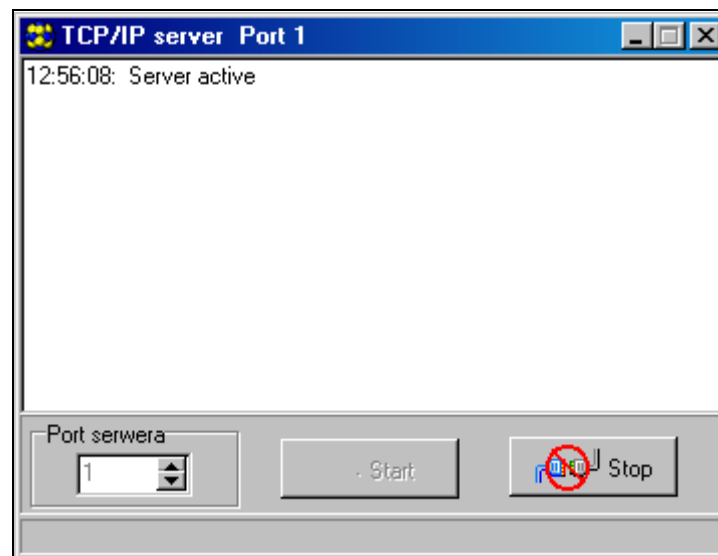 TCP/IP server Port 1
12:56:08: Server active
Port serwera
1
Start
Stop